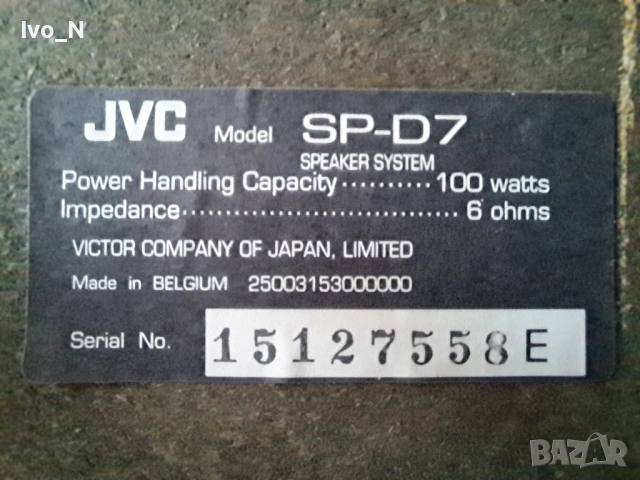 Ivo_N
JVC Model SP-D7
SPEAKER SYSTEM
Power Handling Capacity··········100 watts
Impedance·······························6 ohms
VICTOR COMPANY OF JAPAN, LIMITED
Made in BELGIUM 25003153000000
Serial No. 15127558E
BAZAR